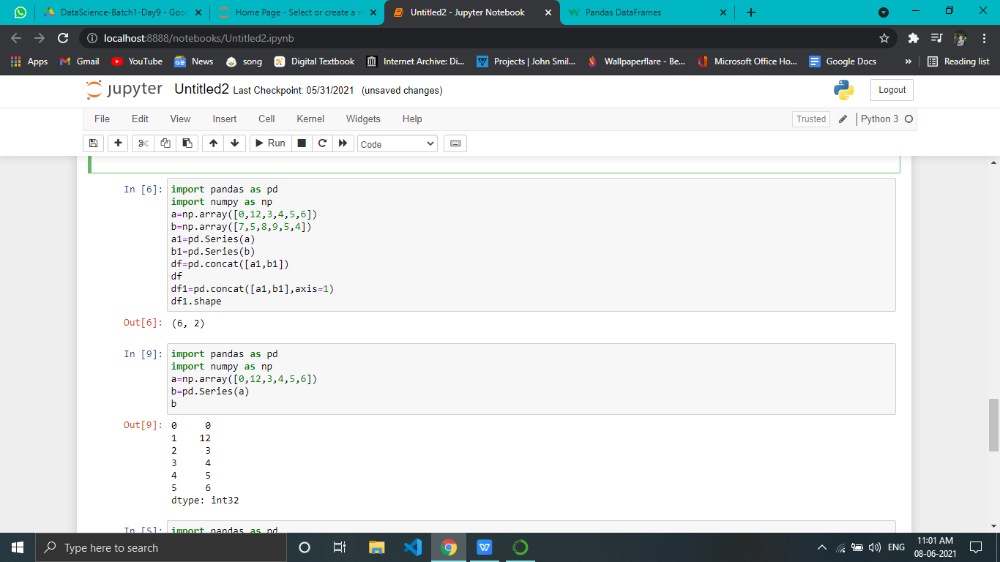 DataScience-Batch1-Day9 - Goo
Home Page - Select or create a n
Untitled2 - Jupyter Notebook
Pandas DataFrames
localhost:8888/notebooks/Untitled2.ipynb
Apps
Gmail
YouTube
News
song
Digital Textbook
Internet Archive: Di...
Projects | John Smil...
Wallpaperflare - Be...
Microsoft Office Ho...
Google Docs
»
Reading list
jupyter Untitled2 Last Checkpoint: 05/31/2021 (unsaved changes)
Logout
File Edit View Insert Cell Kernel Widgets Help
Trusted
Python 3
Run
Code
In [6]:
import pandas as pd
import numpy as np
a=np.array([0,12,3,4,5,6])
b=np.array([7,5,8,9,5,4])
a1=pd.Series(a)
b1=pd.Series(b)
df=pd.concat([a1,b1])
df
df1=pd.concat([a1,b1],axis=1)
df1.shape
Out[6]: (6, 2)
In [9]:
import pandas as pd
import numpy as np
a=np.array([0,12,3,4,5,6])
b=pd.Series(a)
b
Out[9]:
0 0
1 12
2 3
3 4
4 5
5 6
dtype: int32
In [5]: import pandas as pd
Type here to search
ENG
11:01 AM
08-06-2021